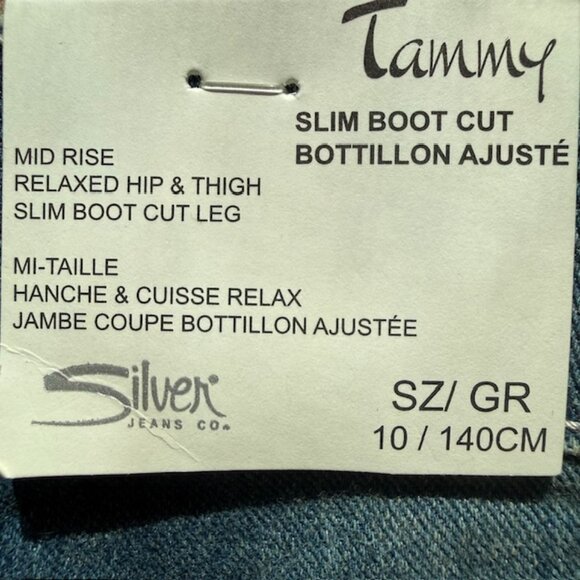 Tammy
SLIM BOOT CUT
BOTTILLON AJUSTÉ
MID RISE
RELAXED HIP & THIGH
SLIM BOOT CUT LEG
MI-TAILLE
HANCHE & CUISSE RELAX
JAMBE COUPE BOTTILLON AJUSTÉE
Silver
JEANS CO.
SZ/ GR
10 / 140CM